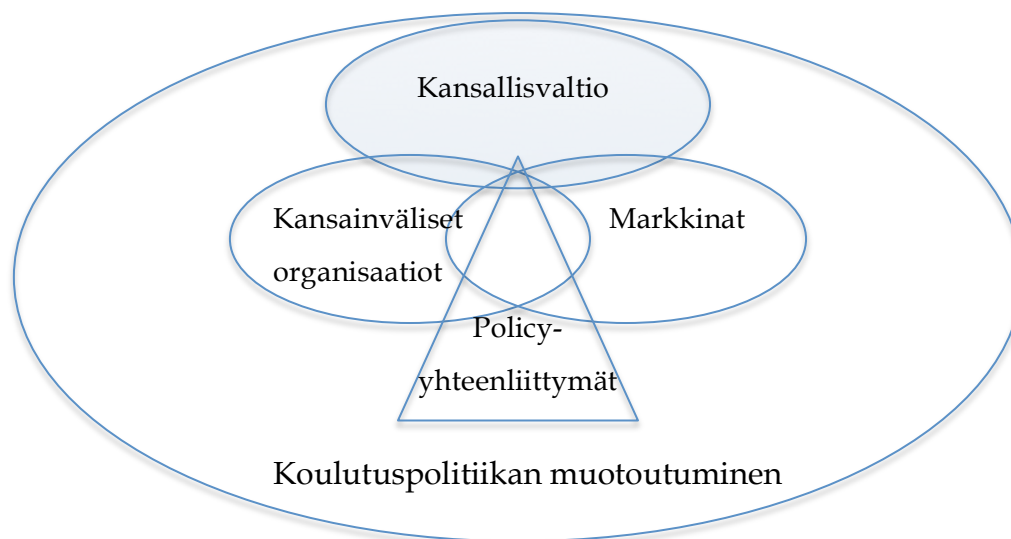 Kansallisvaltio
Kansainväliset
organisaatiot
Markkinat
Policy-
yhteenliittymät
Koulutuspolitiikan muotoutuminen